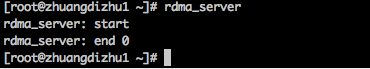 [root@zhuangdizhu1 ~]# rdma_server
rdma_server: start
rdma_server: end 0
[root@zhuangdizhu1 ~]#